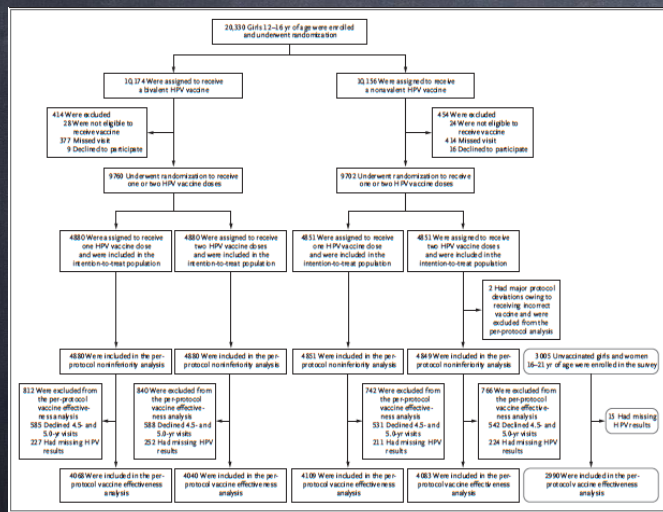 20,330 Girls 12–16 yr of age were enrolled
and underwent randomization
10,174 Were assigned to receive
a bivalent HPV vaccine
10,156 Were assigned to receive
a nonavalent HPV vaccine
414 Were excluded
28 Were not eligible to
receive vaccine
377 Missed visit
9 Declined to participate
454 Were excluded
24 Were not eligible to
receive vaccine
414 Missed visit
16 Declined to participate
9760 Underwent randomization to receive
one or two HPV vaccine doses
9702 Underwent randomization to receive
one or two HPV vaccine doses
4880 Were assigned to receive
one HPV vaccine dose
and were included in the
intention-to-treat population
4880 Were assigned to receive
two HPV vaccine doses
and were included in the
intention-to-treat population
4851 Were assigned to receive
one HPV vaccine dose
and were included in the
intention-to-treat population
4851 Were assigned to receive
two HPV vaccine doses
and were included in the
intention-to-treat population
2 Had major protocol
deviations owing to
receiving incorrect
vaccine and were
excluded from the
per-protocol analysis
4880 Were included in the per-
protocol noninferiority analysis
4880 Were included in the per-
protocol noninferiority analysis
4851 Were included in the per-
protocol noninferiority analysis
4849 Were included in the per-
protocol noninferiority analysis
3005 Unvaccinated girls and women
16–21 yr of age were enrolled in the survey
812 Were excluded from
the per-protocol
vaccine effective-
ness analysis
585 Declined 4.5- and
5.0-yr visits
227 Had missing HPV
results
840 Were excluded from
the per-protocol
vaccine effective-
ness analysis
588 Declined 4.5- and
5.0-yr visits
252 Had missing HPV
results
742 Were excluded from
the per-protocol
vaccine effective-
ness analysis
531 Declined 4.5- and
5.0-yr visits
211 Had missing HPV
results
766 Were excluded from
the per-protocol
vaccine effective-
ness analysis
542 Declined 4.5- and
5.0-yr visits
224 Had missing HPV
results
15 Had missing
HPV results
4068 Were included in the per-
protocol vaccine effectiveness
analysis
4040 Were included in the per-
protocol vaccine effectiveness
analysis
4109 Were included in the per-
protocol vaccine effectiveness
analysis
4083 Were included in the per-
protocol vaccine effectiveness
analysis
2990 Were included in the per-
protocol vaccine effectiveness
analysis